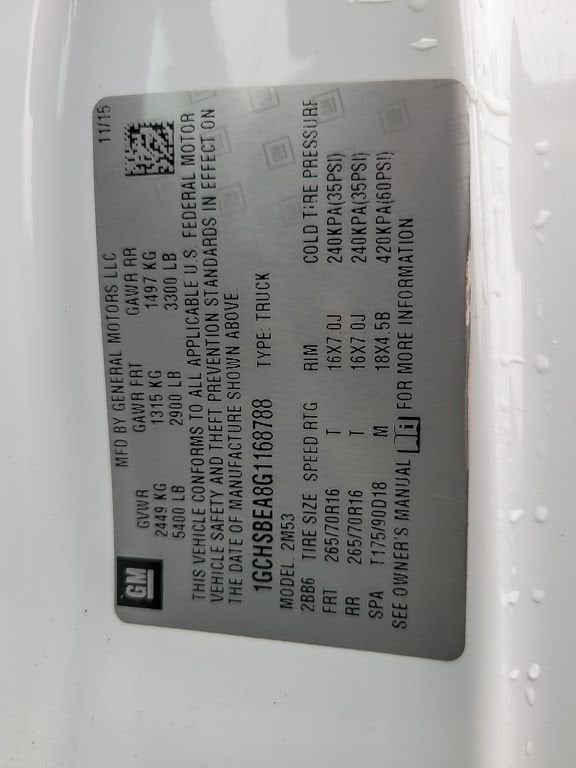 MFD BY GENERAL MOTORS LLC 11/15
GM
GVWR GAWR FRT GAWR RR
2449 KG 1315 KG 1497 KG
5400 LB 2900 LB 3300 LB
THIS VEHICLE CONFORMS TO ALL APPLICABLE U.S. FEDERAL MOTOR
VEHICLE SAFETY AND THEFT PREVENTION STANDARDS IN EFFECT ON
THE DATE OF MANUFACTURE SHOWN ABOVE.
1GCHSBEA8G1168788 TYPE: TRUCK
MODEL: 2M53
2BB6 TIRE SIZE SPEED RTG RIM COLD TIRE PRESSURE
FRT 265/70R16 T 16X7.0J 240KPA(35PSI)
RR 265/70R16 T 16X7.0J 240KPA(35PSI)
SPA T175/90D18 M 18X4.5B 420KPA(60PSI)
SEE OWNER'S MANUAL FOR MORE INFORMATION